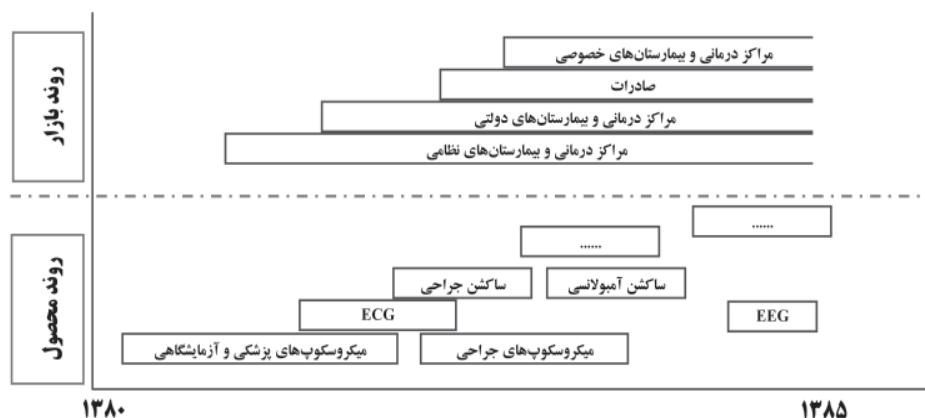 روند بازار
مراکز درمانی و بیمارستان‌های خصوصی
صادرات
مراکز درمانی و بیمارستان‌های دولتی
مراکز درمانی و بیمارستان‌های نظامی
روند محصول
......
......
ساکشن جراحی
ساکشن آمبولانسی
ECG
EEG
میکروسکوپ‌های پزشکی و آزمایشگاهی
میکروسکوپ‌های جراحی
۱۳۸۰
۱۳۸۵